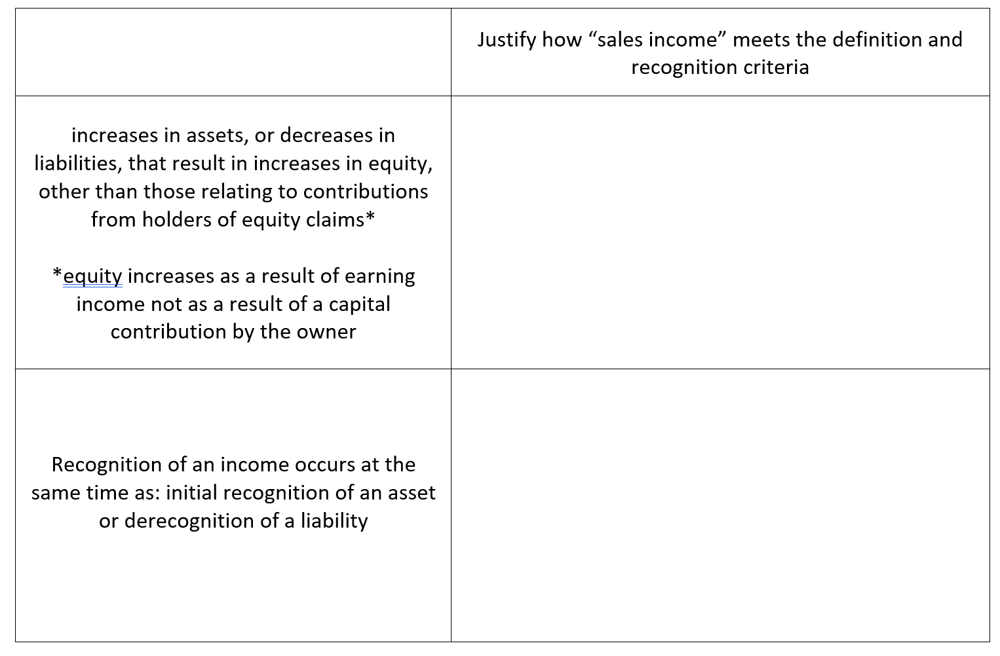 Justify how “sales income” meets the definition and
recognition criteria
increases in assets, or decreases in
liabilities, that result in increases in equity,
other than those relating to contributions
from holders of equity claims*
*equity increases as a result of earning
income not as a result of a capital
contribution by the owner
Recognition of an income occurs at the
same time as: initial recognition of an asset
or derecognition of a liability